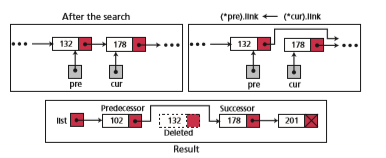 After the search
(*pre).link ← (*cur).link
••• 132 178 •••
pre cur
••• 132 178 •••
pre cur
Predecessor Successor
list 102 132 178 201
Deleted
Result